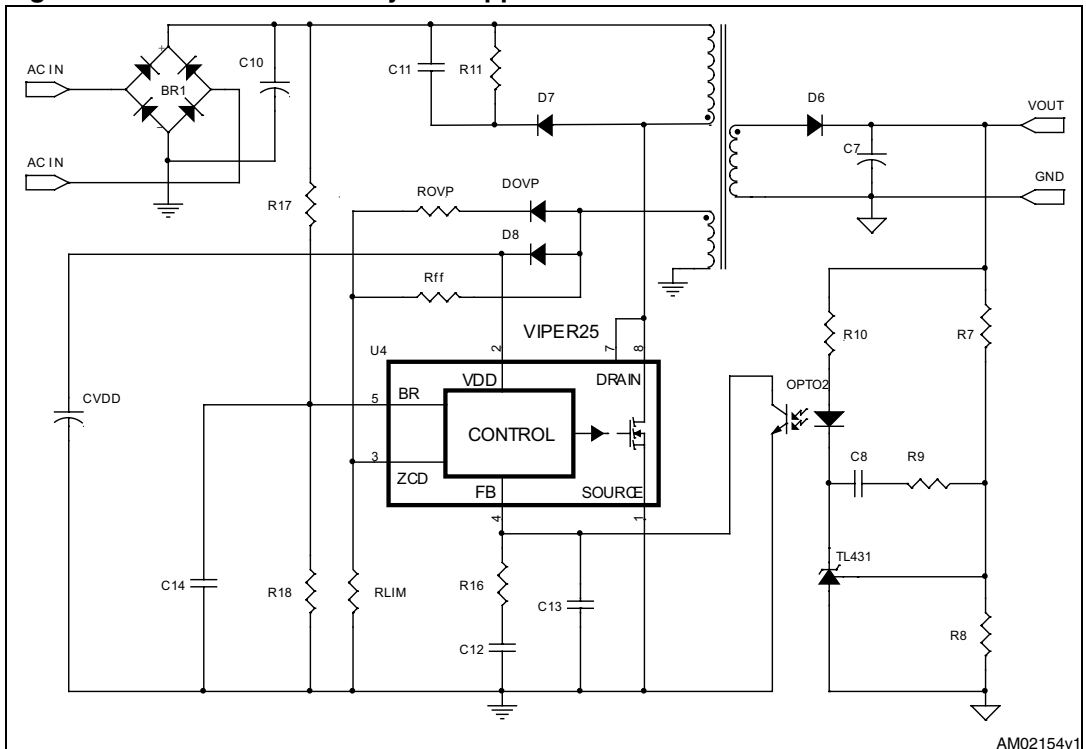 AC IN
BR1
+
-
C10
C11
R11
D7
D6
VOUT
C7
GND
AC IN
R17
ROVP
DOVP
D8
Rff
VIPER25
U4
2
7
8
VDD
DRAIN
5
BR
CONTROL
3
ZCD
FB
SOURCE
4
1
CVDD
R10
R7
OPTO2
C8
R9
TL431
C14
R18
RLIM
R16
C13
C12
R8
AM02154v1